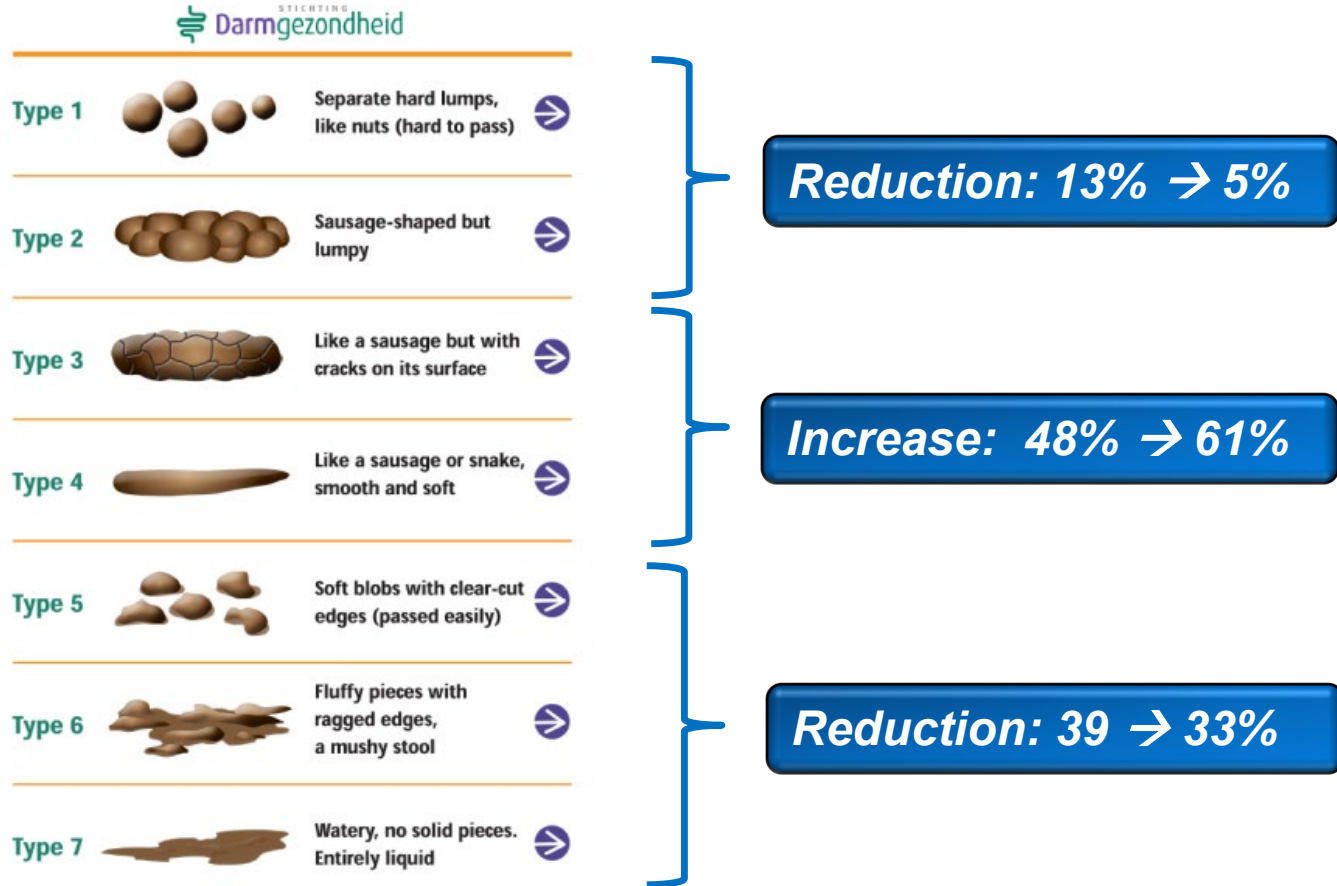 STICHTING
Darmgezondheid
Type 1
Separate hard lumps,
like nuts (hard to pass)
Reduction: 13% → 5%
Type 2
Sausage-shaped but
lumpy
Type 3
Like a sausage but with
cracks on its surface
Increase: 48% → 61%
Type 4
Like a sausage or snake,
smooth and soft
Type 5
Soft blobs with clear-cut
edges (passed easily)
Type 6
Fluffy pieces with
ragged edges,
a mushy stool
Reduction: 39 → 33%
Type 7
Watery, no solid pieces.
Entirely liquid